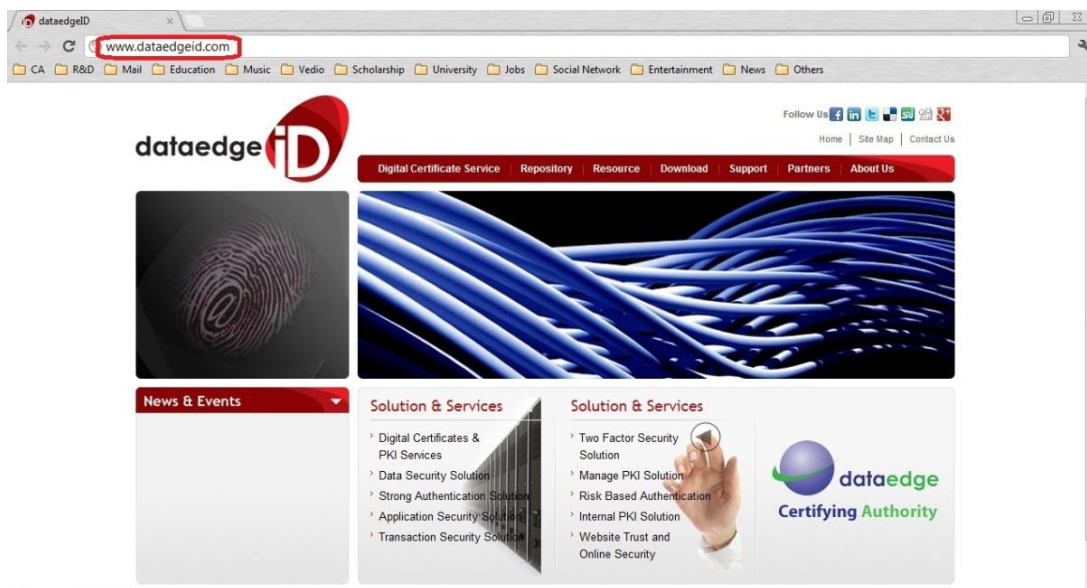 dataedgeID
www.dataedgeid.com
CA R&D Mail Education Music Vedio Scholarship University Jobs Social Network Entertainment News Others
Follow Us
Home | Site Map | Contact Us
dataedge iD
Digital Certificate Service Repository Resource Download Support Partners About Us
News & Events
Solution & Services
Digital Certificates &
PKI Services
Data Security Solution
Strong Authentication Solution
Application Security Solution
Transaction Security Solution
Solution & Services
Two Factor Security
Solution
Manage PKI Solution
Risk Based Authentication
Internal PKI Solution
Website Trust and
Online Security
dataedge
Certifying Authority